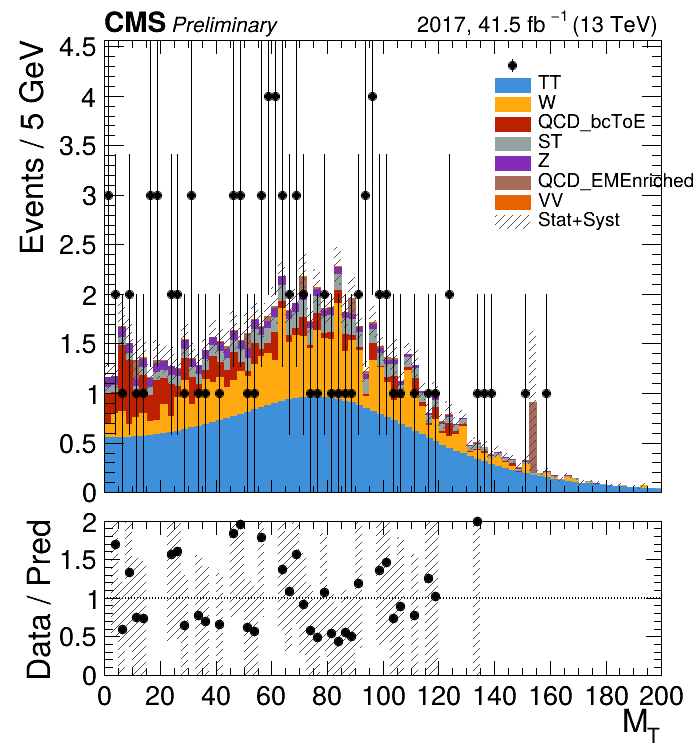 CMS Preliminary 2017, 41.5 fb⁻¹ (13 TeV)
Events / 5 GeV
4.5
4
3.5
3
2.5
2
1.5
1
0.5
0
TT
W
QCD_bcToE
ST
Z
QCD_EMEnriched
VV
Stat+Syst
Data / Pred
2
1.5
1
0.5
0
0 20 40 60 80 100 120 140 160 180 200
M_T